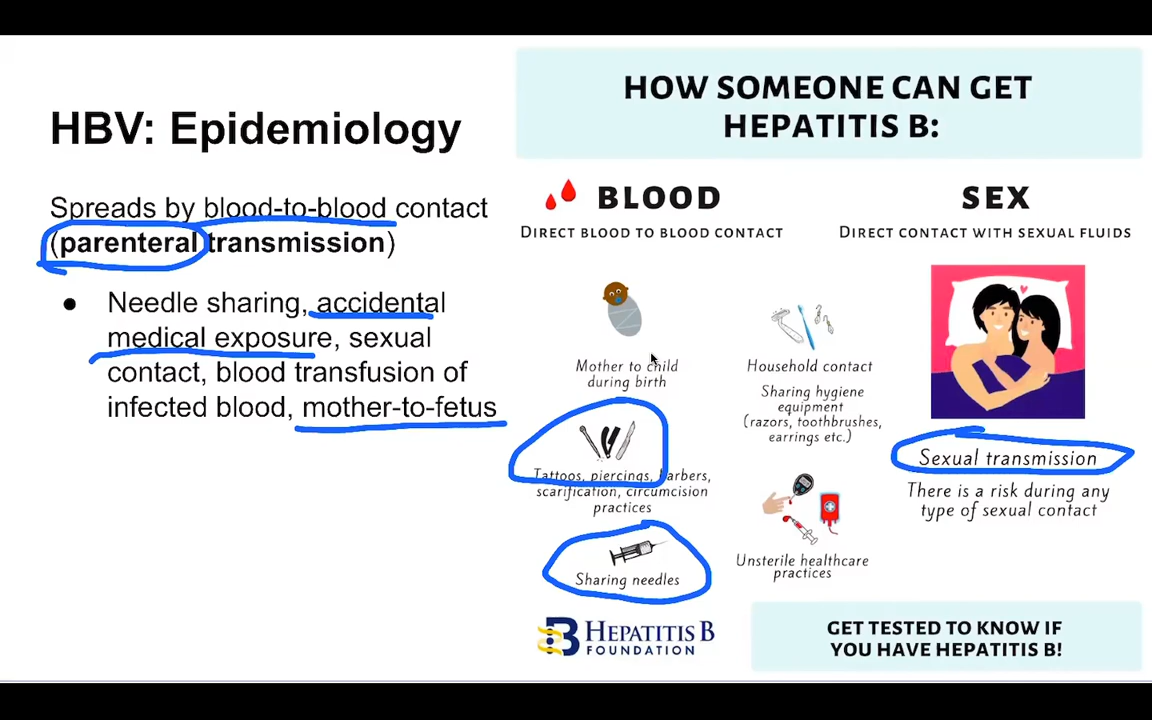 HBV: Epidemiology
Spreads by blood-to-blood contact
(parenteral transmission)
● Needle sharing, accidental
medical exposure, sexual
contact, blood transfusion of
infected blood, mother-to-fetus
HOW SOMEONE CAN GET
HEPATITIS B:
BLOOD
DIRECT BLOOD TO BLOOD CONTACT
Mother to child
during birth
Tattoos, piercings, barbers,
scarification, circumcision
practices
Sharing needles
Household contact
Sharing hygiene
equipment
(razors, toothbrushes,
earrings etc.)
Unsterile healthcare
practices
SEX
DIRECT CONTACT WITH SEXUAL FLUIDS
Sexual transmission
There is a risk during any
type of sexual contact
HEPATITIS B
FOUNDATION
GET TESTED TO KNOW IF
YOU HAVE HEPATITIS B!